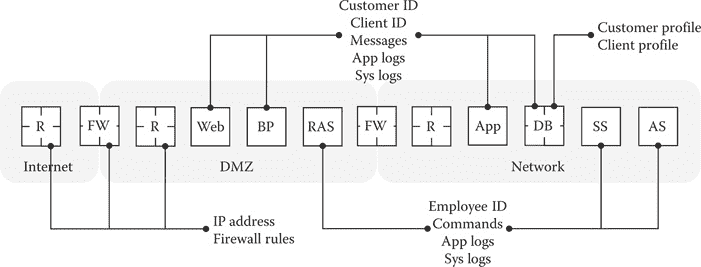 Customer ID
Client ID
Messages
App logs
Sys logs
Customer profile
Client profile
R
FW
R
Web
BP
RAS
FW
R
App
DB
SS
AS
Internet
DMZ
Network
IP address
Firewall rules
Employee ID
Commands
App logs
Sys logs